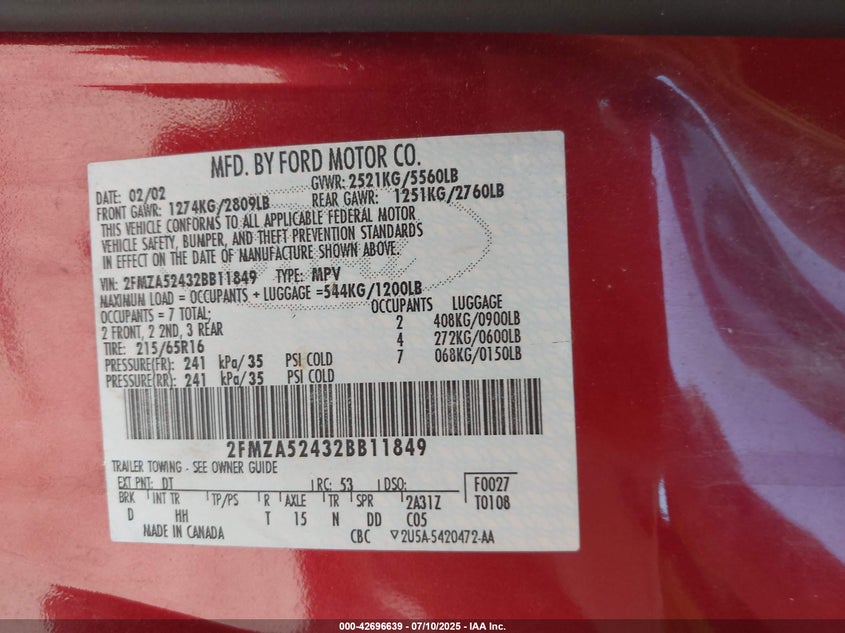 MFD. BY FORD MOTOR CO.
DATE: 02/02 GVWR: 2521KG/5560LB
FRONT GAWR: 1274KG/2809LB REAR GAWR: 1251KG/2760LB
THIS VEHICLE CONFORMS TO ALL APPLICABLE FEDERAL MOTOR
VEHICLE SAFETY, BUMPER, AND THEFT PREVENTION STANDARDS
IN EFFECT ON THE DATE OF MANUFACTURE SHOWN ABOVE.
VIN: 2FMZA52432BB11849 TYPE: MPV
MAXIMUM LOAD = OCCUPANTS + LUGGAGE =544KG/1200LB
OCCUPANTS = 7 TOTAL: OCCUPANTS LUGGAGE
2 FRONT, 2 2ND, 3 REAR 2 408KG/0900LB
TIRE: 215/65R16 4 272KG/0600LB
PRESSURE(FR): 241 kPa/35 PSI COLD 7 068KG/0150LB
PRESSURE(RR): 241 kPa/35 PSI COLD
2FMZA52432BB11849
TRAILER TOWING - SEE OWNER GUIDE
EXT PNT: DT RC: 53 DSO: F0027
BRK INT TR TP/PS R AXLE TR SPR 2A31Z T0108
D HH T 15 N DD C05
MADE IN CANADA CBC ▽2U5A-5420472-AA
000-42696639 - 07/10/2025 - IAA Inc.